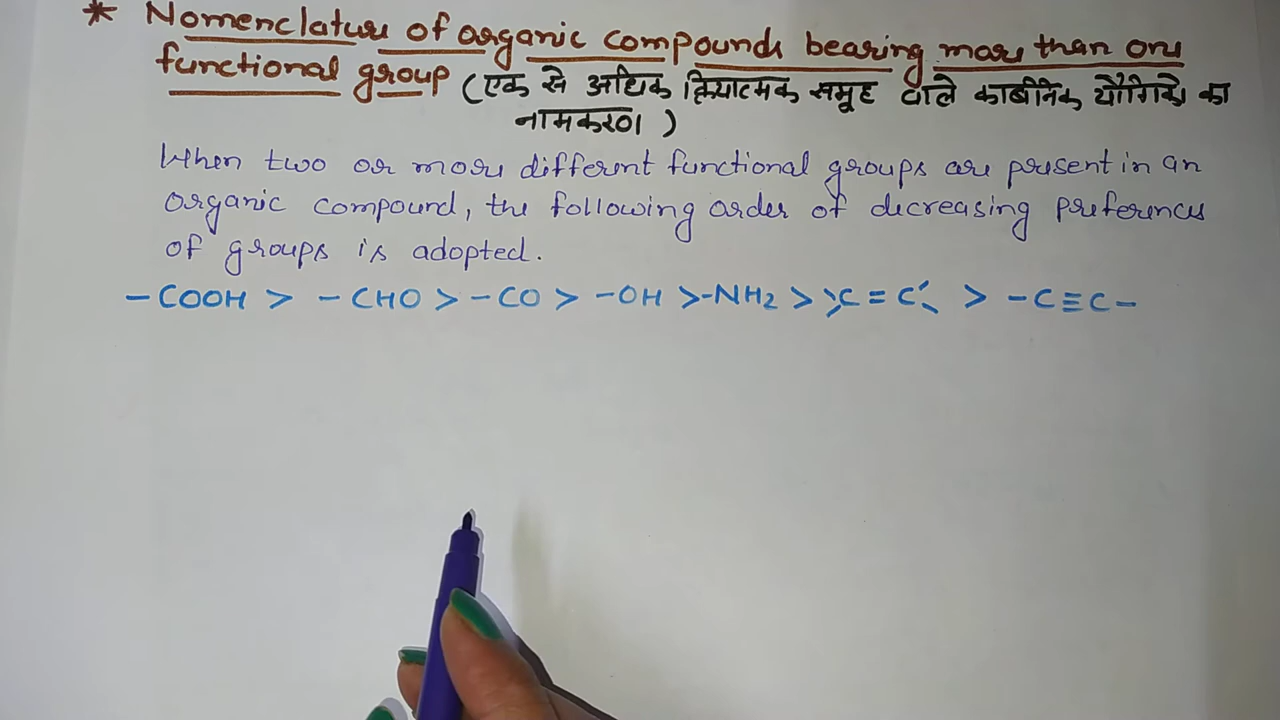 * Nomenclature of organic compounds bearing more than one
functional group (एक से अधिक क्रियात्मक समूह वाले कार्बनिक यौगिकों का
नामकरण )
When two or more different functional groups are present in an
organic compound, the following order of decreasing preferences
of groups is adopted.
-COOH > -CHO > -CO > -OH > -NH₂ > >C=C< > -C≡C-